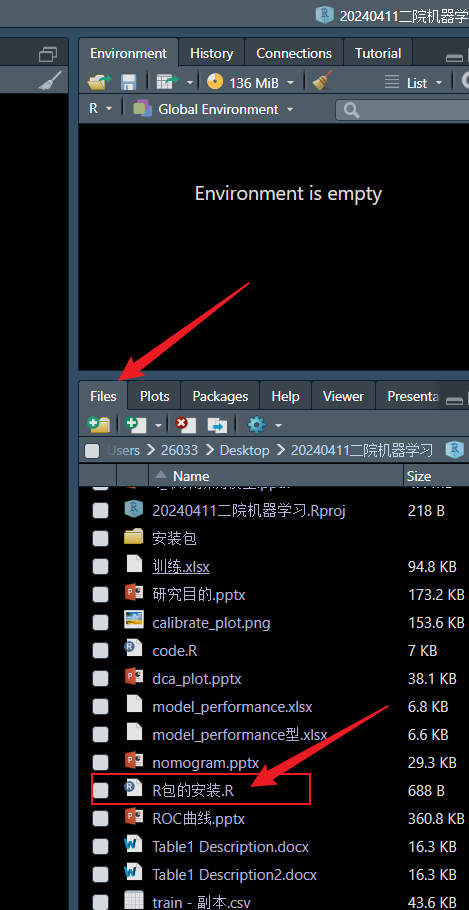 20240411二院机器学
Environment History Connections Tutorial
136 MiB List
R Global Environment
Environment is empty
Files Plots Packages Help Viewer Presenta
Users 26033 Desktop 20240411二院机器学习
Name Size
20240411二院机器学习.Rproj 218 B
安装包
训练.xlsx 94.8 KB
研究目的.pptx 173.2 KB
calibrate_plot.png 153.6 KB
code.R 7 KB
dca_plot.pptx 38.1 KB
model_performance.xlsx 6.8 KB
model_performance型.xlsx 6.6 KB
nomogram.pptx 29.3 KB
R包的安装.R 688 B
ROC曲线.pptx 360.8 KB
Table1 Description.docx 16.3 KB
Table1 Description2.docx 16.3 KB
train - 副本.csv 43.6 KB